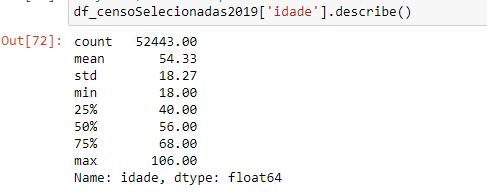 df_censoSelecionadas2019['idade'].describe()
Out[72]: count 52443.00
mean 54.33
std 18.27
min 18.00
25% 40.00
50% 56.00
75% 68.00
max 106.00
Name: idade, dtype: float64